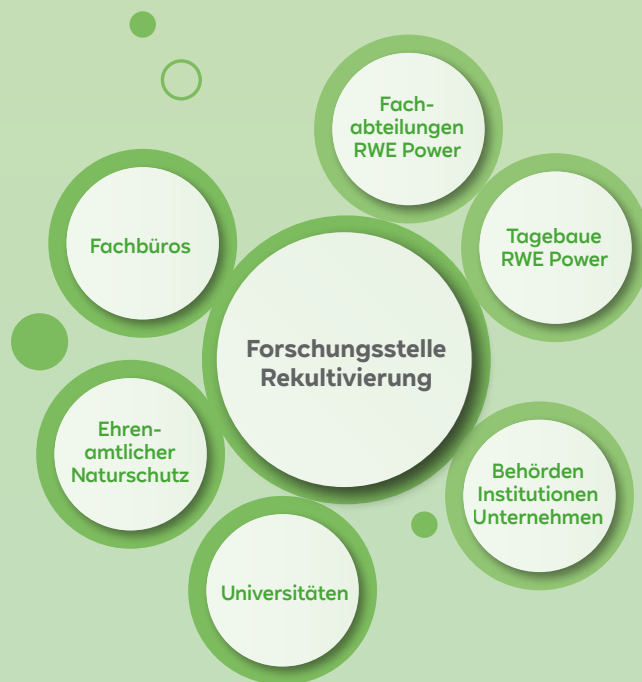 Fach-
abteilungen
RWE Power
Tagebaue
RWE Power
Fachbüros
Forschungsstelle
Rekultivierung
Ehren-
amtlicher
Naturschutz
Behörden
Institutionen
Unternehmen
Universitäten